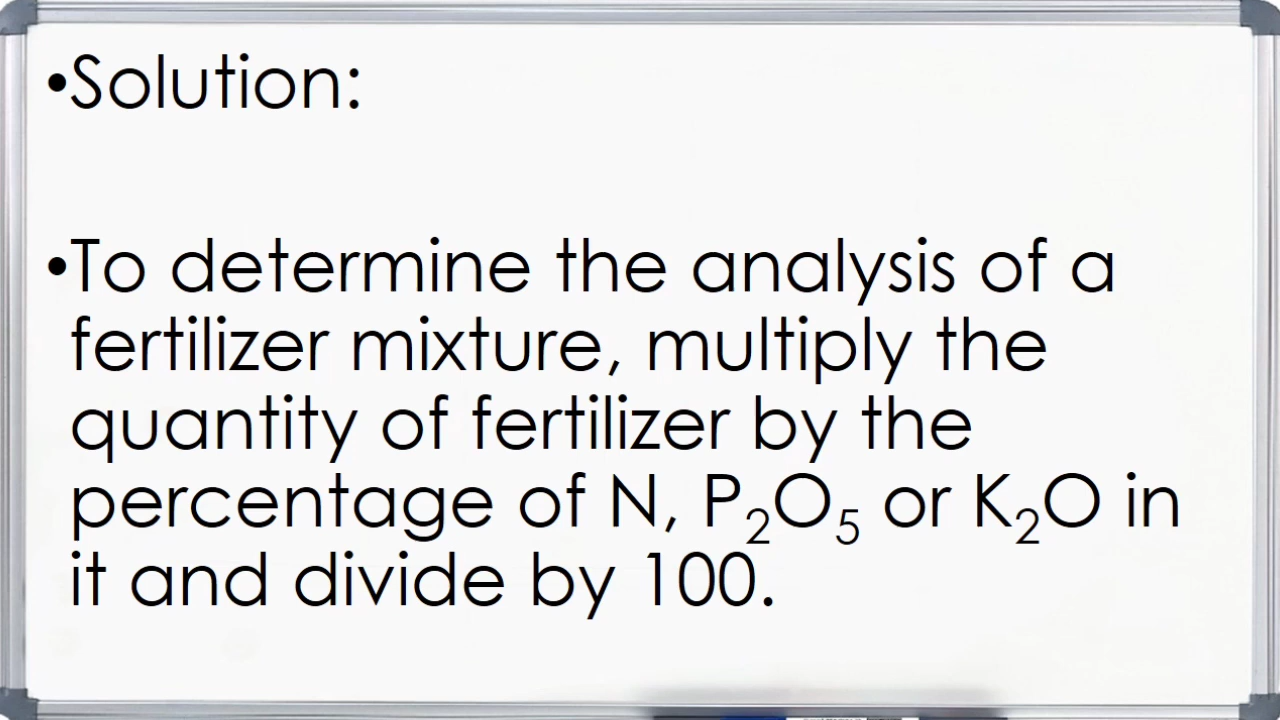 •Solution:
•To determine the analysis of a
fertilizer mixture, multiply the
quantity of fertilizer by the
percentage of N, P₂O₅ or K₂O in
it and divide by 100.